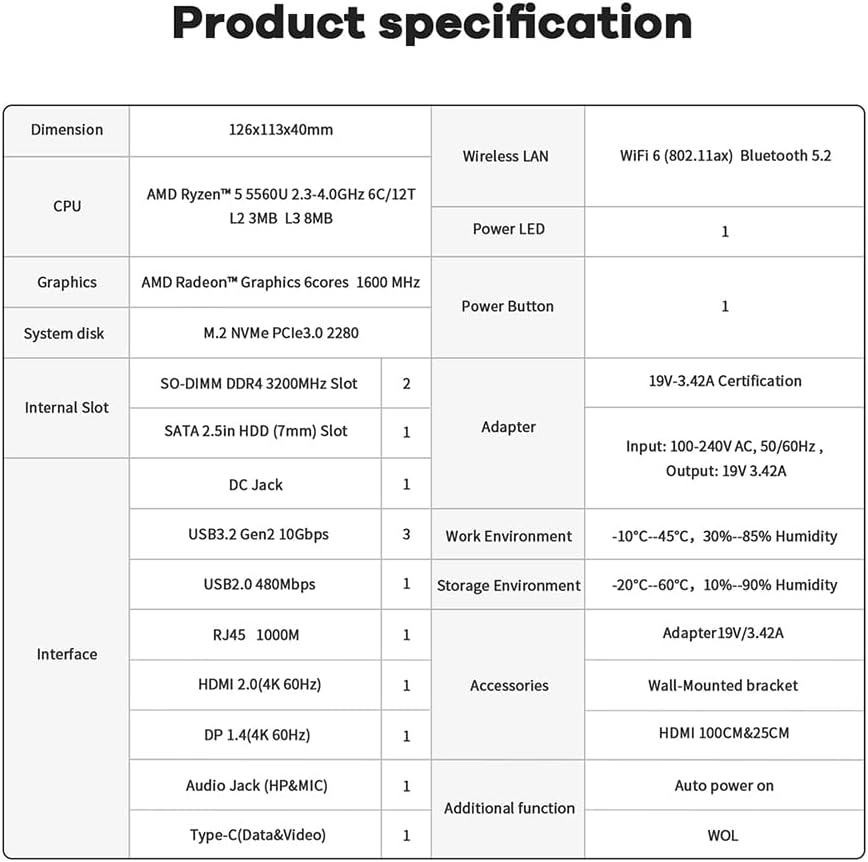 Product specification
Dimension
126x113x40mm
CPU
AMD Ryzen™ 5 5560U 2.3-4.0GHz 6C/12T
L2 3MB L3 8MB
Graphics
AMD Radeon™ Graphics 6cores 1600 MHz
System disk
M.2 NVMe PCIe3.0 2280
Internal Slot
SO-DIMM DDR4 3200MHz Slot
2
SATA 2.5in HDD (7mm) Slot
1
Interface
DC Jack
1
USB3.2 Gen2 10Gbps
3
USB2.0 480Mbps
1
RJ45 1000M
1
HDMI 2.0(4K 60Hz)
1
DP 1.4(4K 60Hz)
1
Audio Jack (HP&MIC)
1
Type-C(Data&Video)
1
Wireless LAN
WiFi 6 (802.11ax) Bluetooth 5.2
Power LED
1
Power Button
1
Adapter
19V-3.42A Certification
Input: 100-240V AC, 50/60Hz ,
Output: 19V 3.42A
Work Environment
-10°C--45°C, 30%--85% Humidity
Storage Environment
-20°C--60°C, 10%--90% Humidity
Accessories
Adapter19V/3.42A
Wall-Mounted bracket
HDMI 100CM&25CM
Additional function
Auto power on
WOL